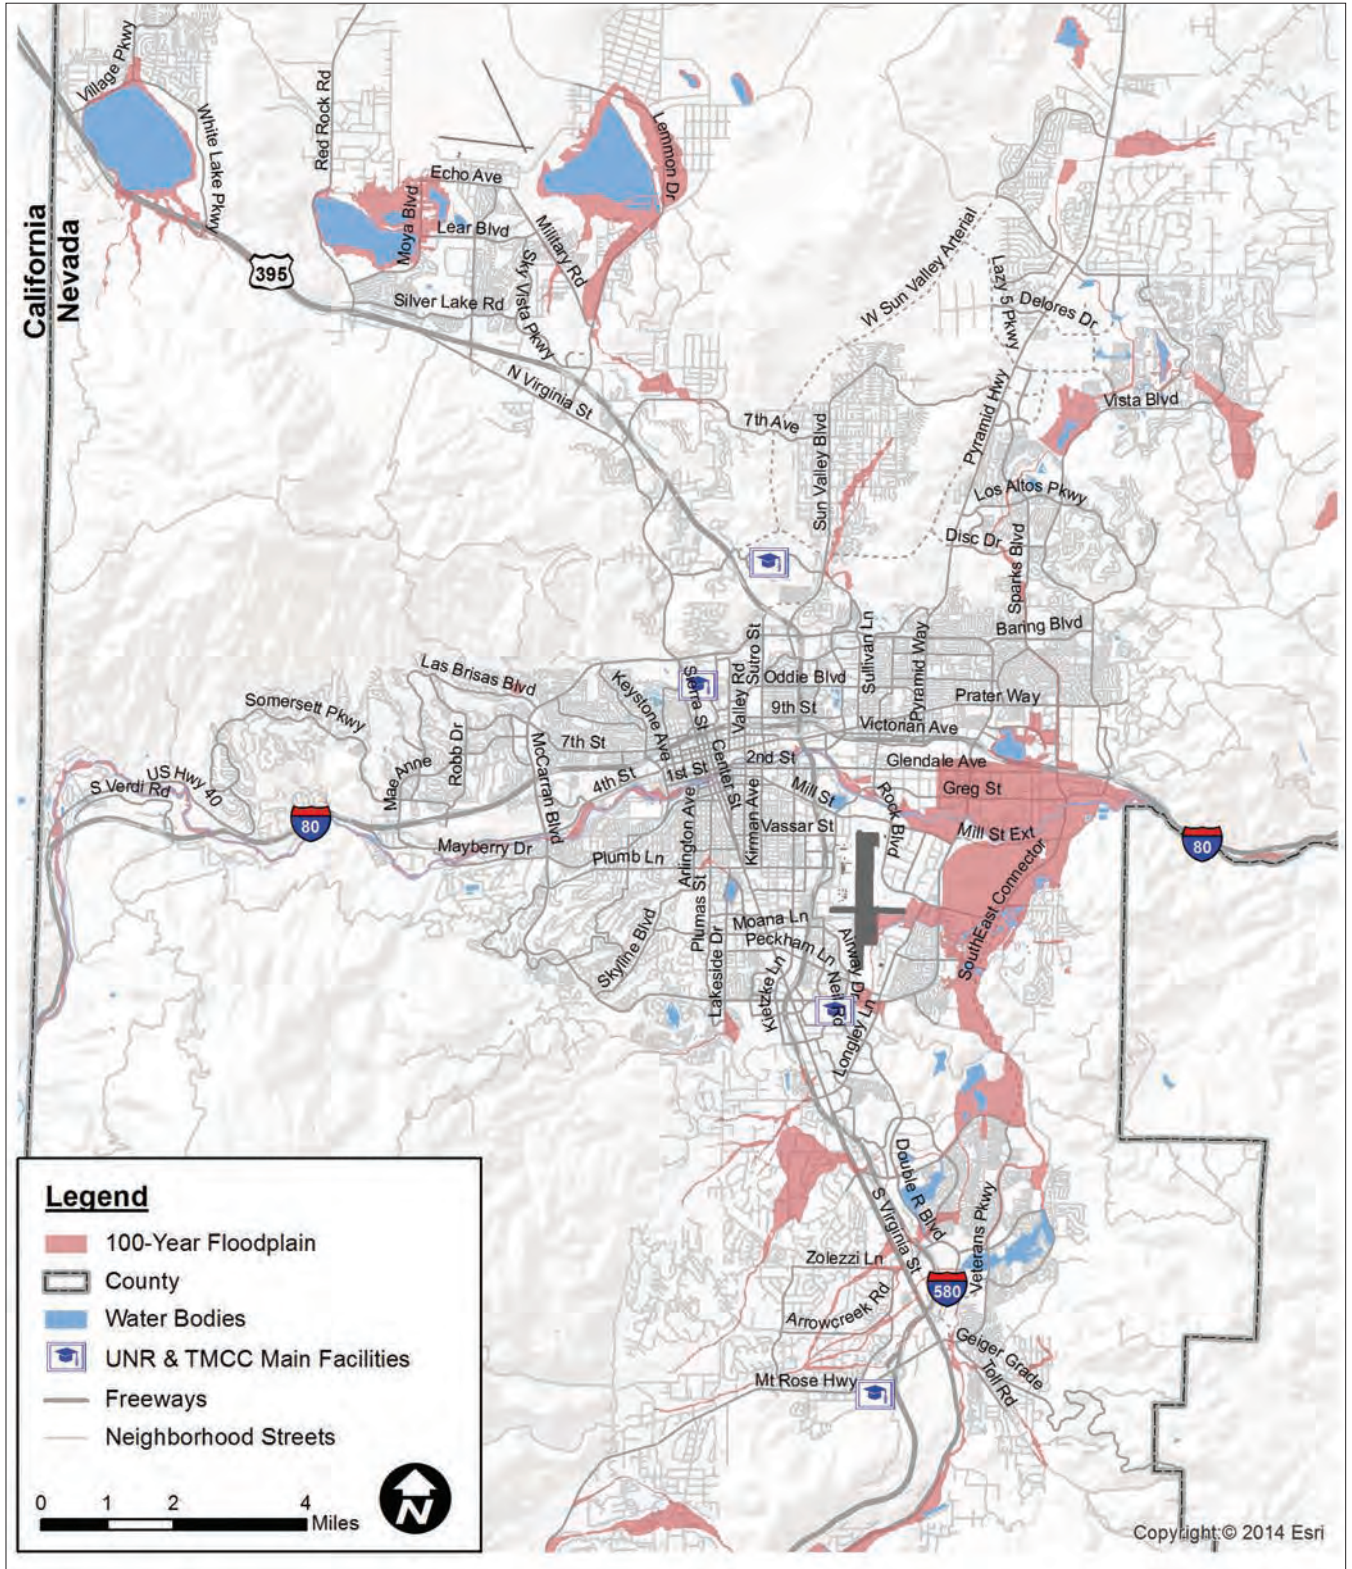 Village Pkwy
White Lake Pkwy
Red Rock Rd
Echo Ave
Moya Blvd
Lear Blvd
Lemmon Dr
Military Rd
Sky Vista Pkwy
California
Nevada
395
Silver Lake Rd
N Virginia St
W Sun Valley Arterial
Lazy 5 Pkwy
Delores Dr
7th Ave
Sun Valley Blvd
Pyramid Hwy
Vista Blvd
Los Altos Pkwy
Disc Dr
Sparks Blvd
Baring Blvd
Sullivan Ln
Pyramid Way
Sutro St
Valley Rd
Oddie Blvd
Prater Way
Las Brisas Blvd
Keystone Ave
Sierra St
9th St
Victorian Ave
Somersett Pkwy
7th St
Center St
2nd St
Glendale Ave
Robb Dr
Mae Anne
McCarran Blvd
4th St
1st St
Greg St
US Hwy 40
S Verdi Rd
80
Mill St
Rock Blvd
Mill St Ext
80
Mayberry Dr
Plumb Ln
Arlington Ave
Kirman Ave
Vassar St
SouthEast Connector
Skyline Blvd
Plumas St
Lakeside Dr
Moana Ln
Peckham Ln
Airway Dr
Neil Rd
Kietzke Ln
Longley Ln
Double R Blvd
S Virginia St
Veterans Pkwy
Zolezzi Ln
580
Arrowcreek Rd
Geiger Grade
Toll Rd
Mt Rose Hwy
Legend
100-Year Floodplain
County
Water Bodies
UNR & TMCC Main Facilities
Freeways
Neighborhood Streets
0 1 2 4
Miles
N
Copyright:© 2014 Esri